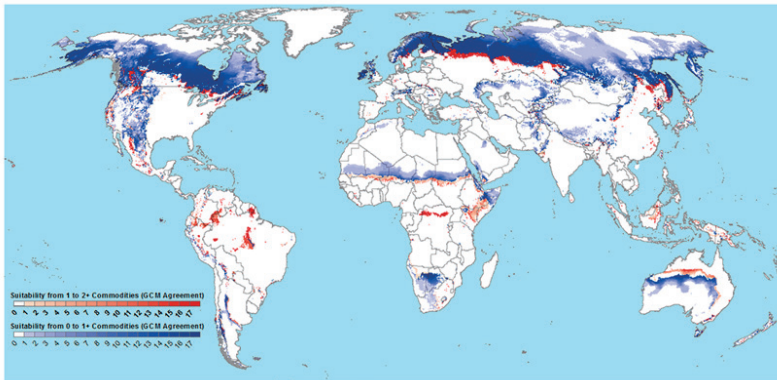 Suitability from 1 to 2+ Commodities (GCM Agreement)
0 1 2 3 4 5 6 7 8 9 10 11 12 13 14 15 16 17
Suitability from 0 to 1+ Commodities (GCM Agreement)
0 1 2 3 4 5 6 7 8 9 10 11 12 13 14 15 16 17